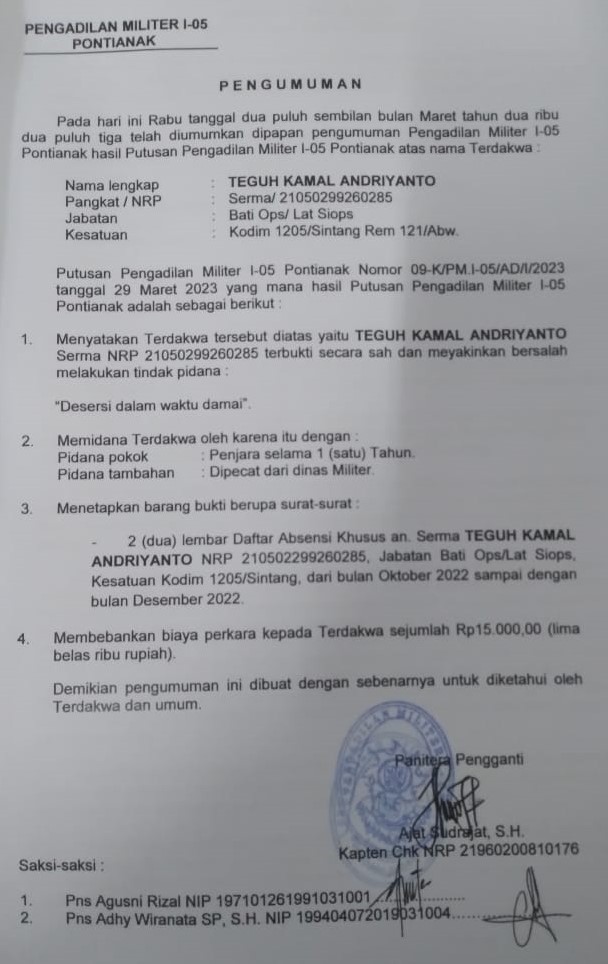 PENGADILAN MILITER I-05
PONTIANAK
PENGUMUMAN
Pada hari ini Rabu tanggal dua puluh sembilan bulan Maret tahun dua ribu
dua puluh tiga telah diumumkan dipapan pengumuman Pengadilan Militer I-05
Pontianak hasil Putusan Pengadilan Militer I-05 Pontianak atas nama Terdakwa :
Nama lengkap : TEGUH KAMAL ANDRIYANTO
Pangkat / NRP : Serma/ 21050299260285
Jabatan : Bati Ops/ Lat Siops
Kesatuan : Kodim 1205/Sintang Rem 121/Abw.
Putusan Pengadilan Militer I-05 Pontianak Nomor 09-K/PM.I-05/AD/I/2023
tanggal 29 Maret 2023 yang mana hasil Putusan Pengadilan Militer I-05
Pontianak adalah sebagai berikut :
1. Menyatakan Terdakwa tersebut diatas yaitu TEGUH KAMAL ANDRIYANTO
Serma NRP 21050299260285 terbukti secara sah dan meyakinkan bersalah
melakukan tindak pidana :
"Desersi dalam waktu damai".
2. Memidana Terdakwa oleh karena itu dengan :
Pidana pokok : Penjara selama 1 (satu) Tahun.
Pidana tambahan : Dipecat dari dinas Militer.
3. Menetapkan barang bukti berupa surat-surat :
- 2 (dua) lembar Daftar Absensi Khusus an. Serma TEGUH KAMAL
ANDRIYANTO NRP 210502299260285, Jabatan Bati Ops/Lat Siops,
Kesatuan Kodim 1205/Sintang, dari bulan Oktober 2022 sampai dengan
bulan Desember 2022.
4. Membebankan biaya perkara kepada Terdakwa sejumlah Rp15.000,00 (lima
belas ribu rupiah).
Demikian pengumuman ini dibuat dengan sebenarnya untuk diketahui oleh
Terdakwa dan umum.
Panitera Pengganti
Ajat Sudrajat, S.H.
Kapten Chk NRP 21960200810176
Saksi-saksi :
1. Pns Agusni Rizal NIP 197101261991031001
2. Pns Adhy Wiranata SP, S.H. NIP 199404072019031004